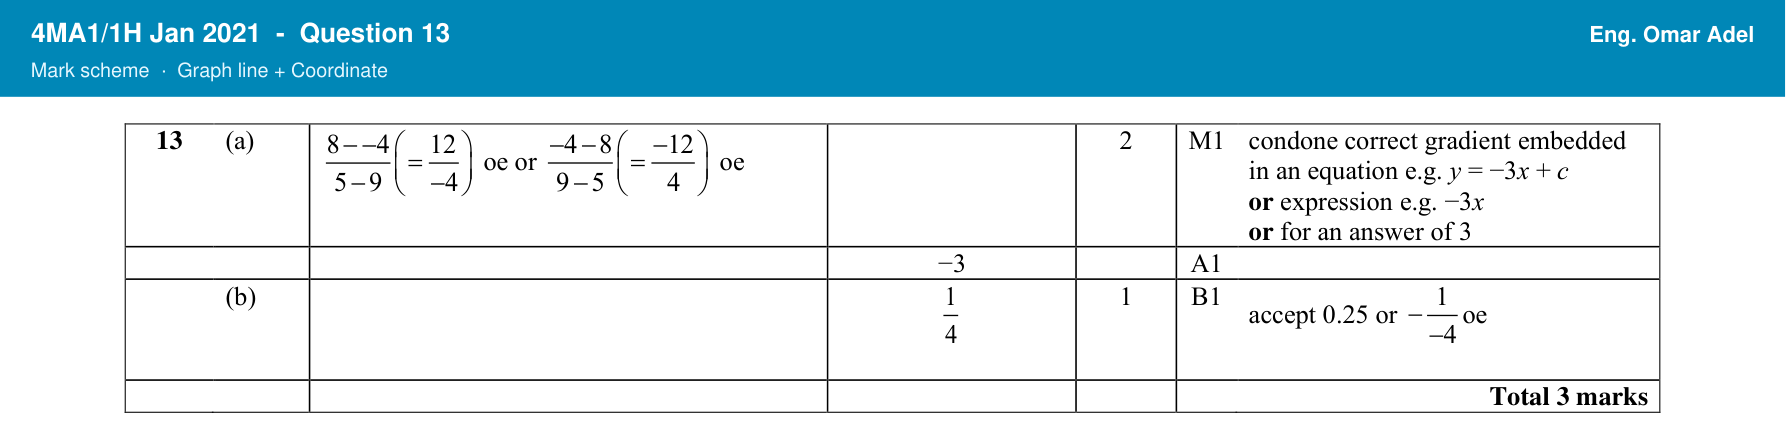 4MA1/1H Jan 2021 - Question 13
Eng. Omar Adel
Mark scheme · Graph line + Coordinate
13 (a) (8 − −4)/(5 − 9) (= 12/−4) oe or (−4 − 8)/(9 − 5) (= −12/4) oe 2 M1 condone correct gradient embedded
in an equation e.g. y = −3x + c
or expression e.g. −3x
or for an answer of 3
−3 A1
(b) 1/4 1 B1 accept 0.25 or − 1/−4 oe
Total 3 marks